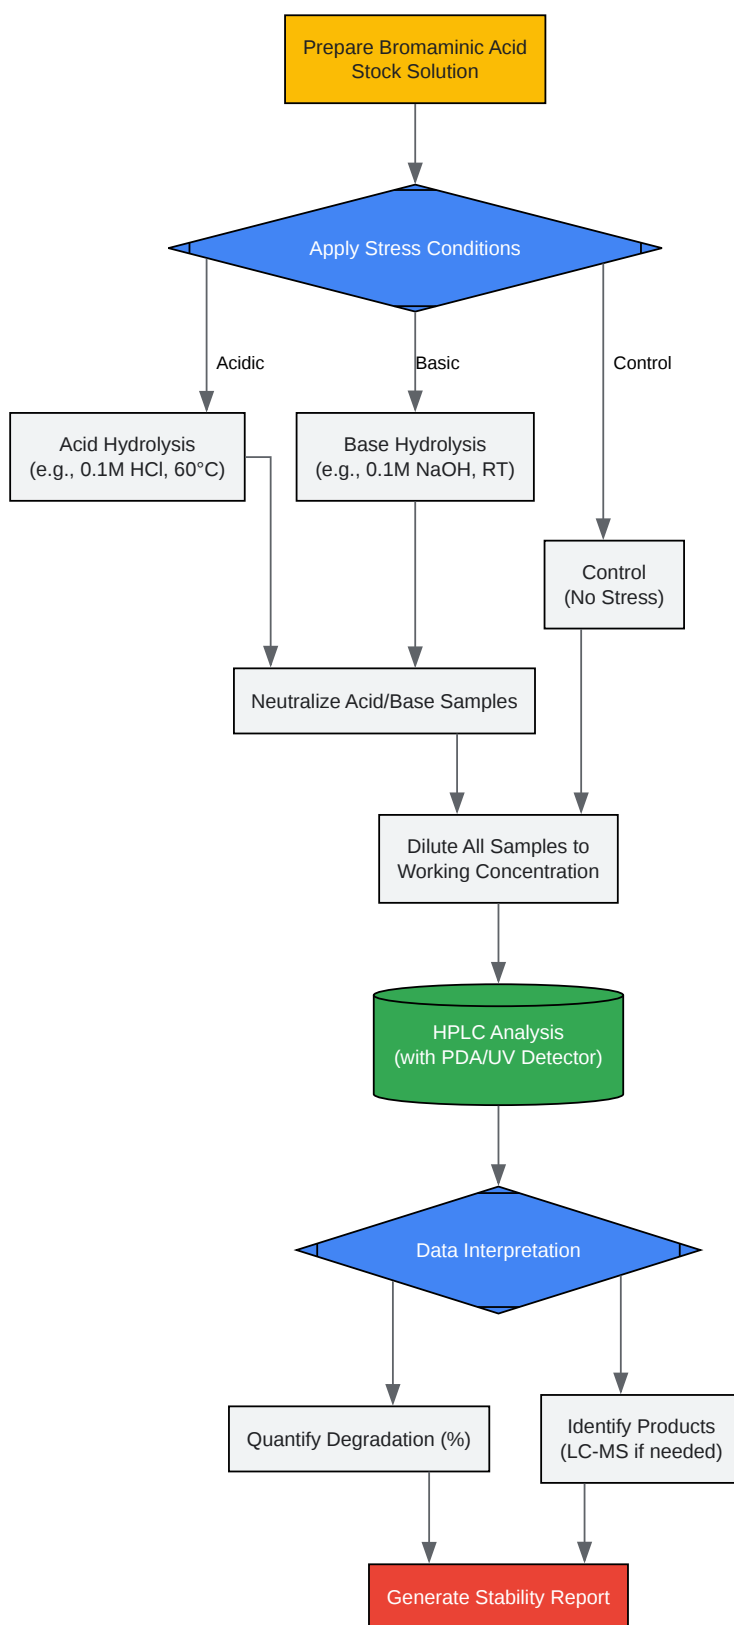 Prepare Bromaminic Acid
Stock Solution
Apply Stress Conditions
Acidic
Basic
Control
Acid Hydrolysis
(e.g., 0.1M HCl, 60°C)
Base Hydrolysis
(e.g., 0.1M NaOH, RT)
Control
(No Stress)
Neutralize Acid/Base Samples
Dilute All Samples to
Working Concentration
HPLC Analysis
(with PDA/UV Detector)
Data Interpretation
Quantify Degradation (%)
Identify Products
(LC-MS if needed)
Generate Stability Report